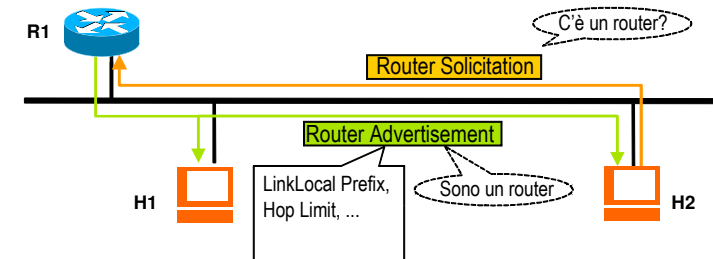 C'è un router?
R1
Router Solicitation
Router Advertisement
LinkLocal Prefix,
Hop Limit, ...
Sono un router
H1
H2